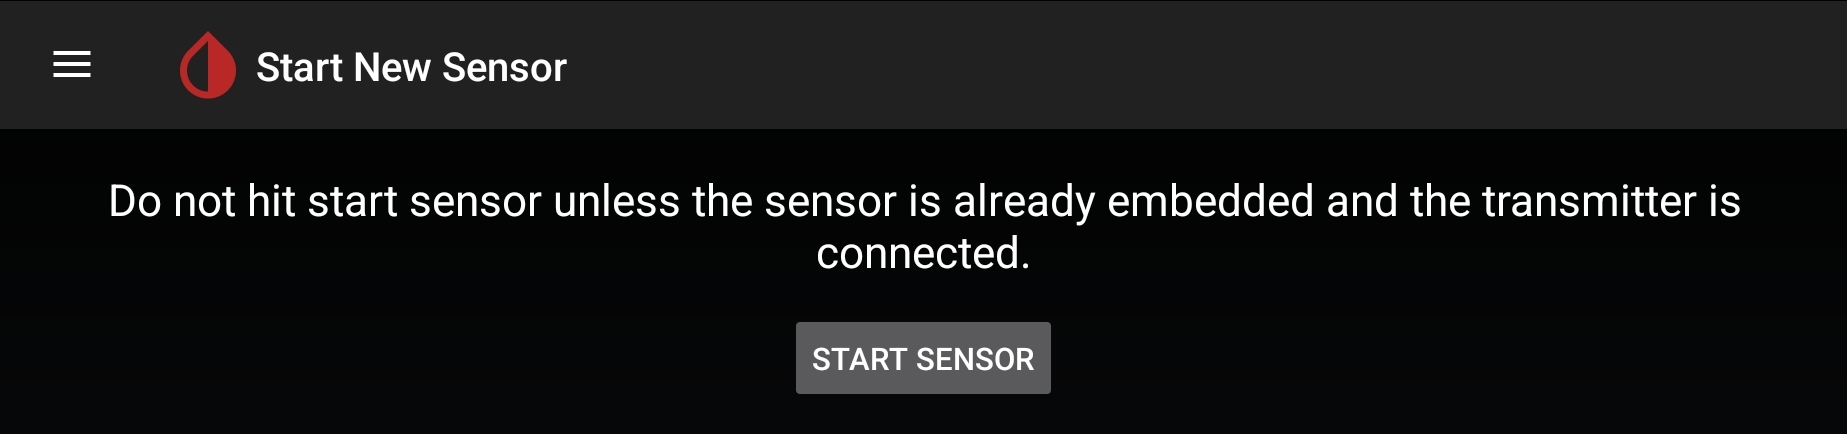 Start New Sensor
Do not hit start sensor unless the sensor is already embedded and the transmitter is
connected.
START SENSOR